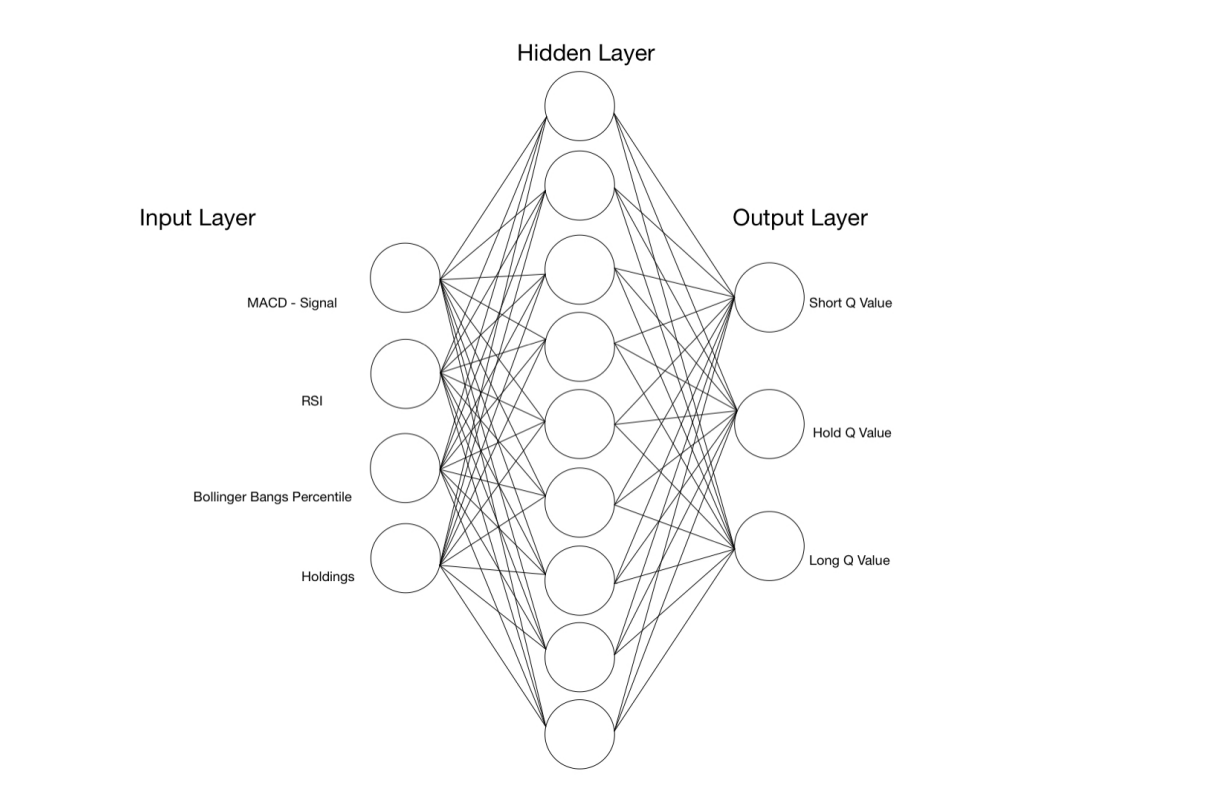 Hidden Layer
Input Layer
Output Layer
MACD - Signal
Short Q Value
RSI
Hold Q Value
Bollinger Bangs Percentile
Long Q Value
Holdings